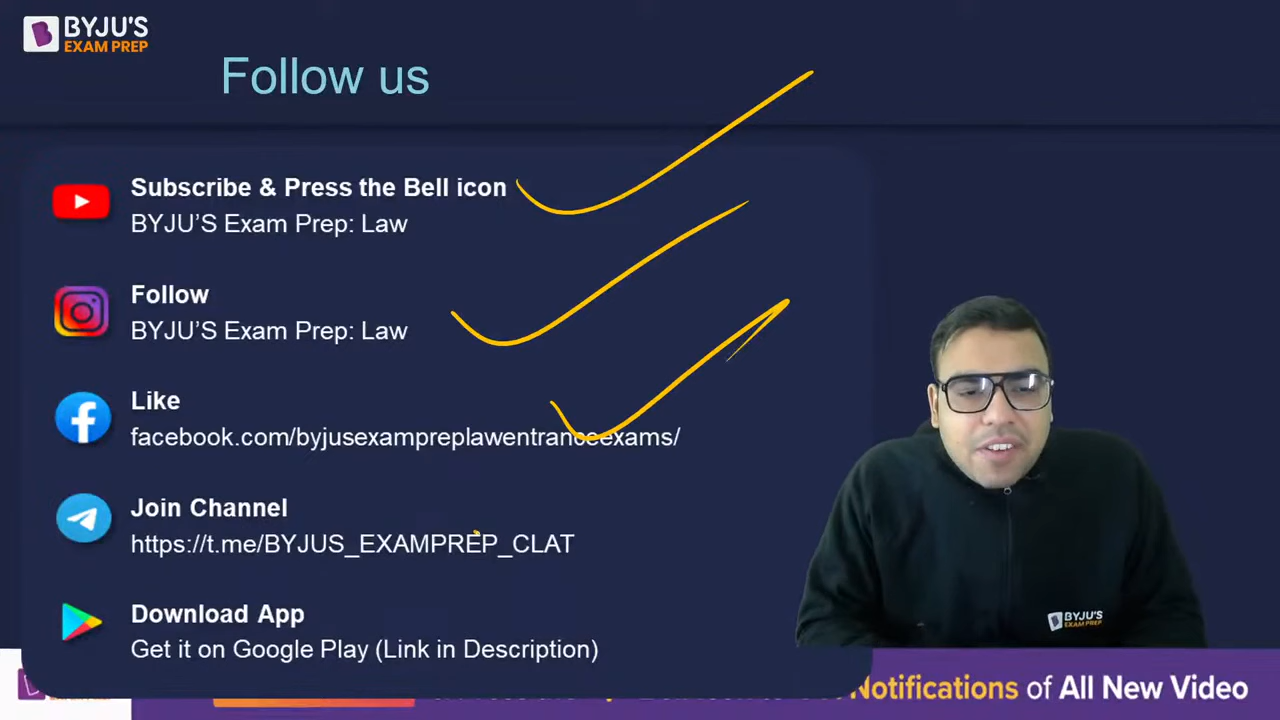 BYJU'S
EXAM PREP
Follow us
Subscribe & Press the Bell icon
BYJU’S Exam Prep: Law
Follow
BYJU’S Exam Prep: Law
Like
facebook.com/byjusexampreplawentranceexams/
Join Channel
https://t.me/BYJUS_EXAMPREP_CLAT
Download App
Get it on Google Play (Link in Description)
BYJU'S
EXAM PREP
Notifications of All New Video